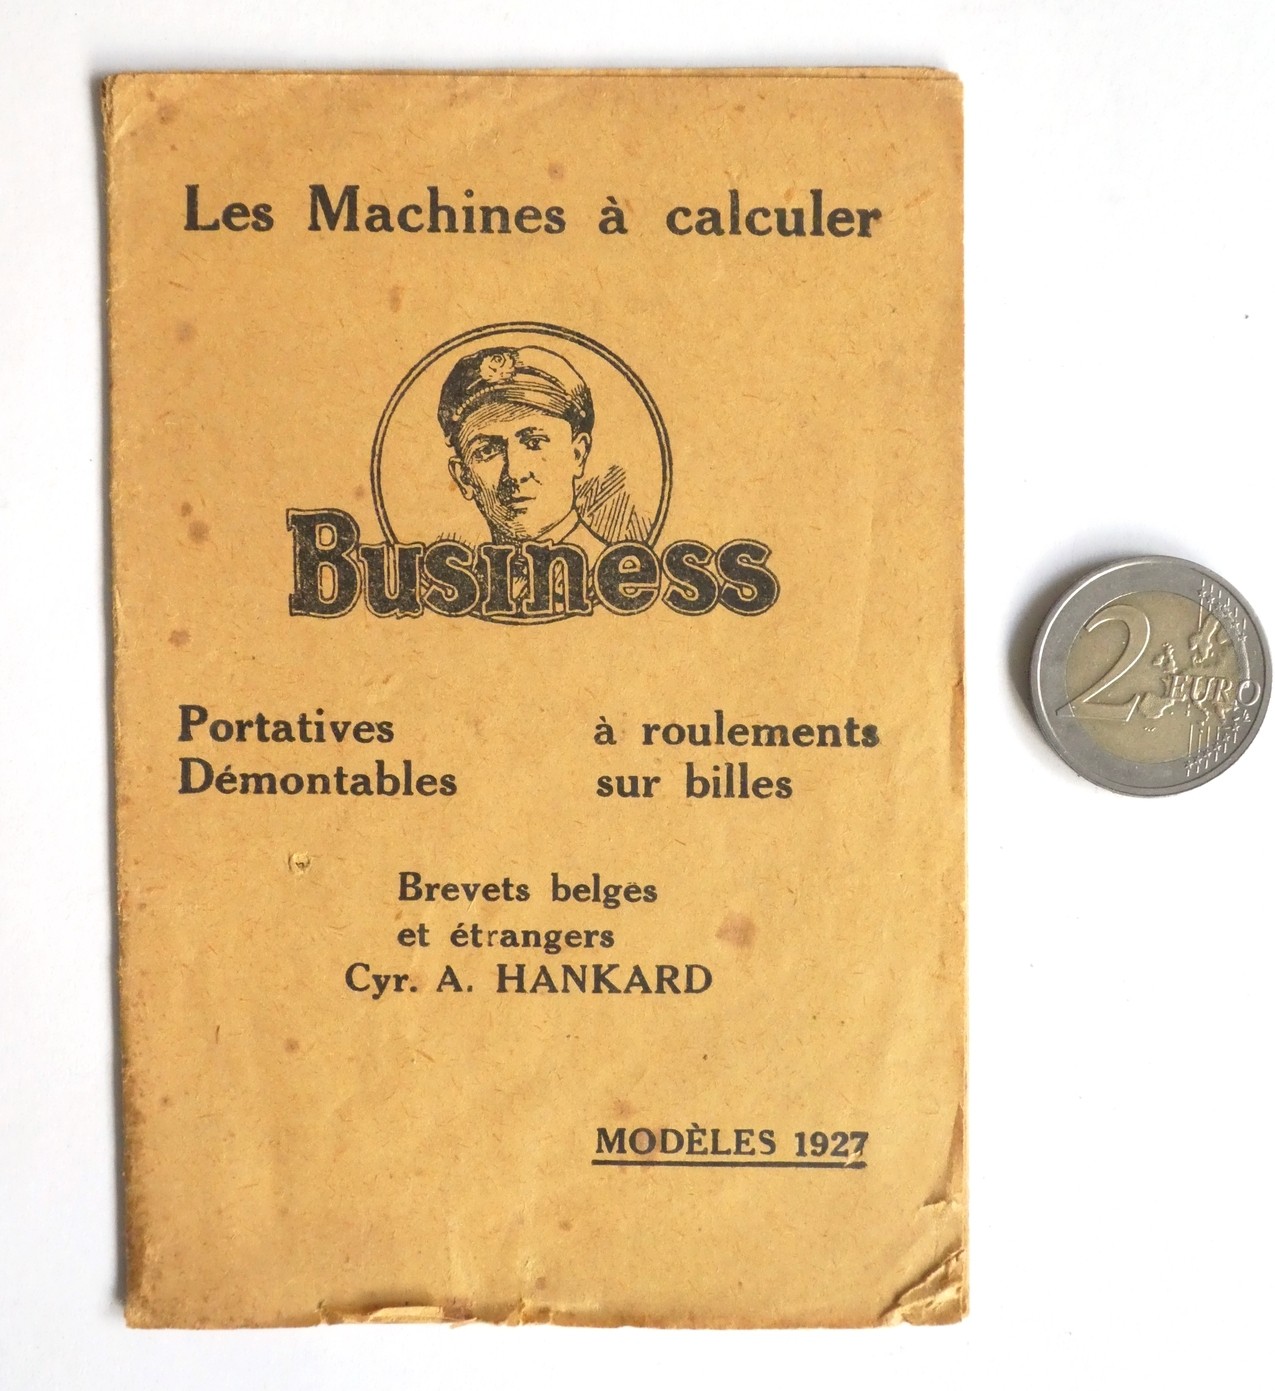 Les Machines à calculer
Business
Portatives
Démontables
à roulements
sur billes
Brevets belges
et étrangers
Cyr. A. HANKARD
MODÈLES 1927
2 EURO